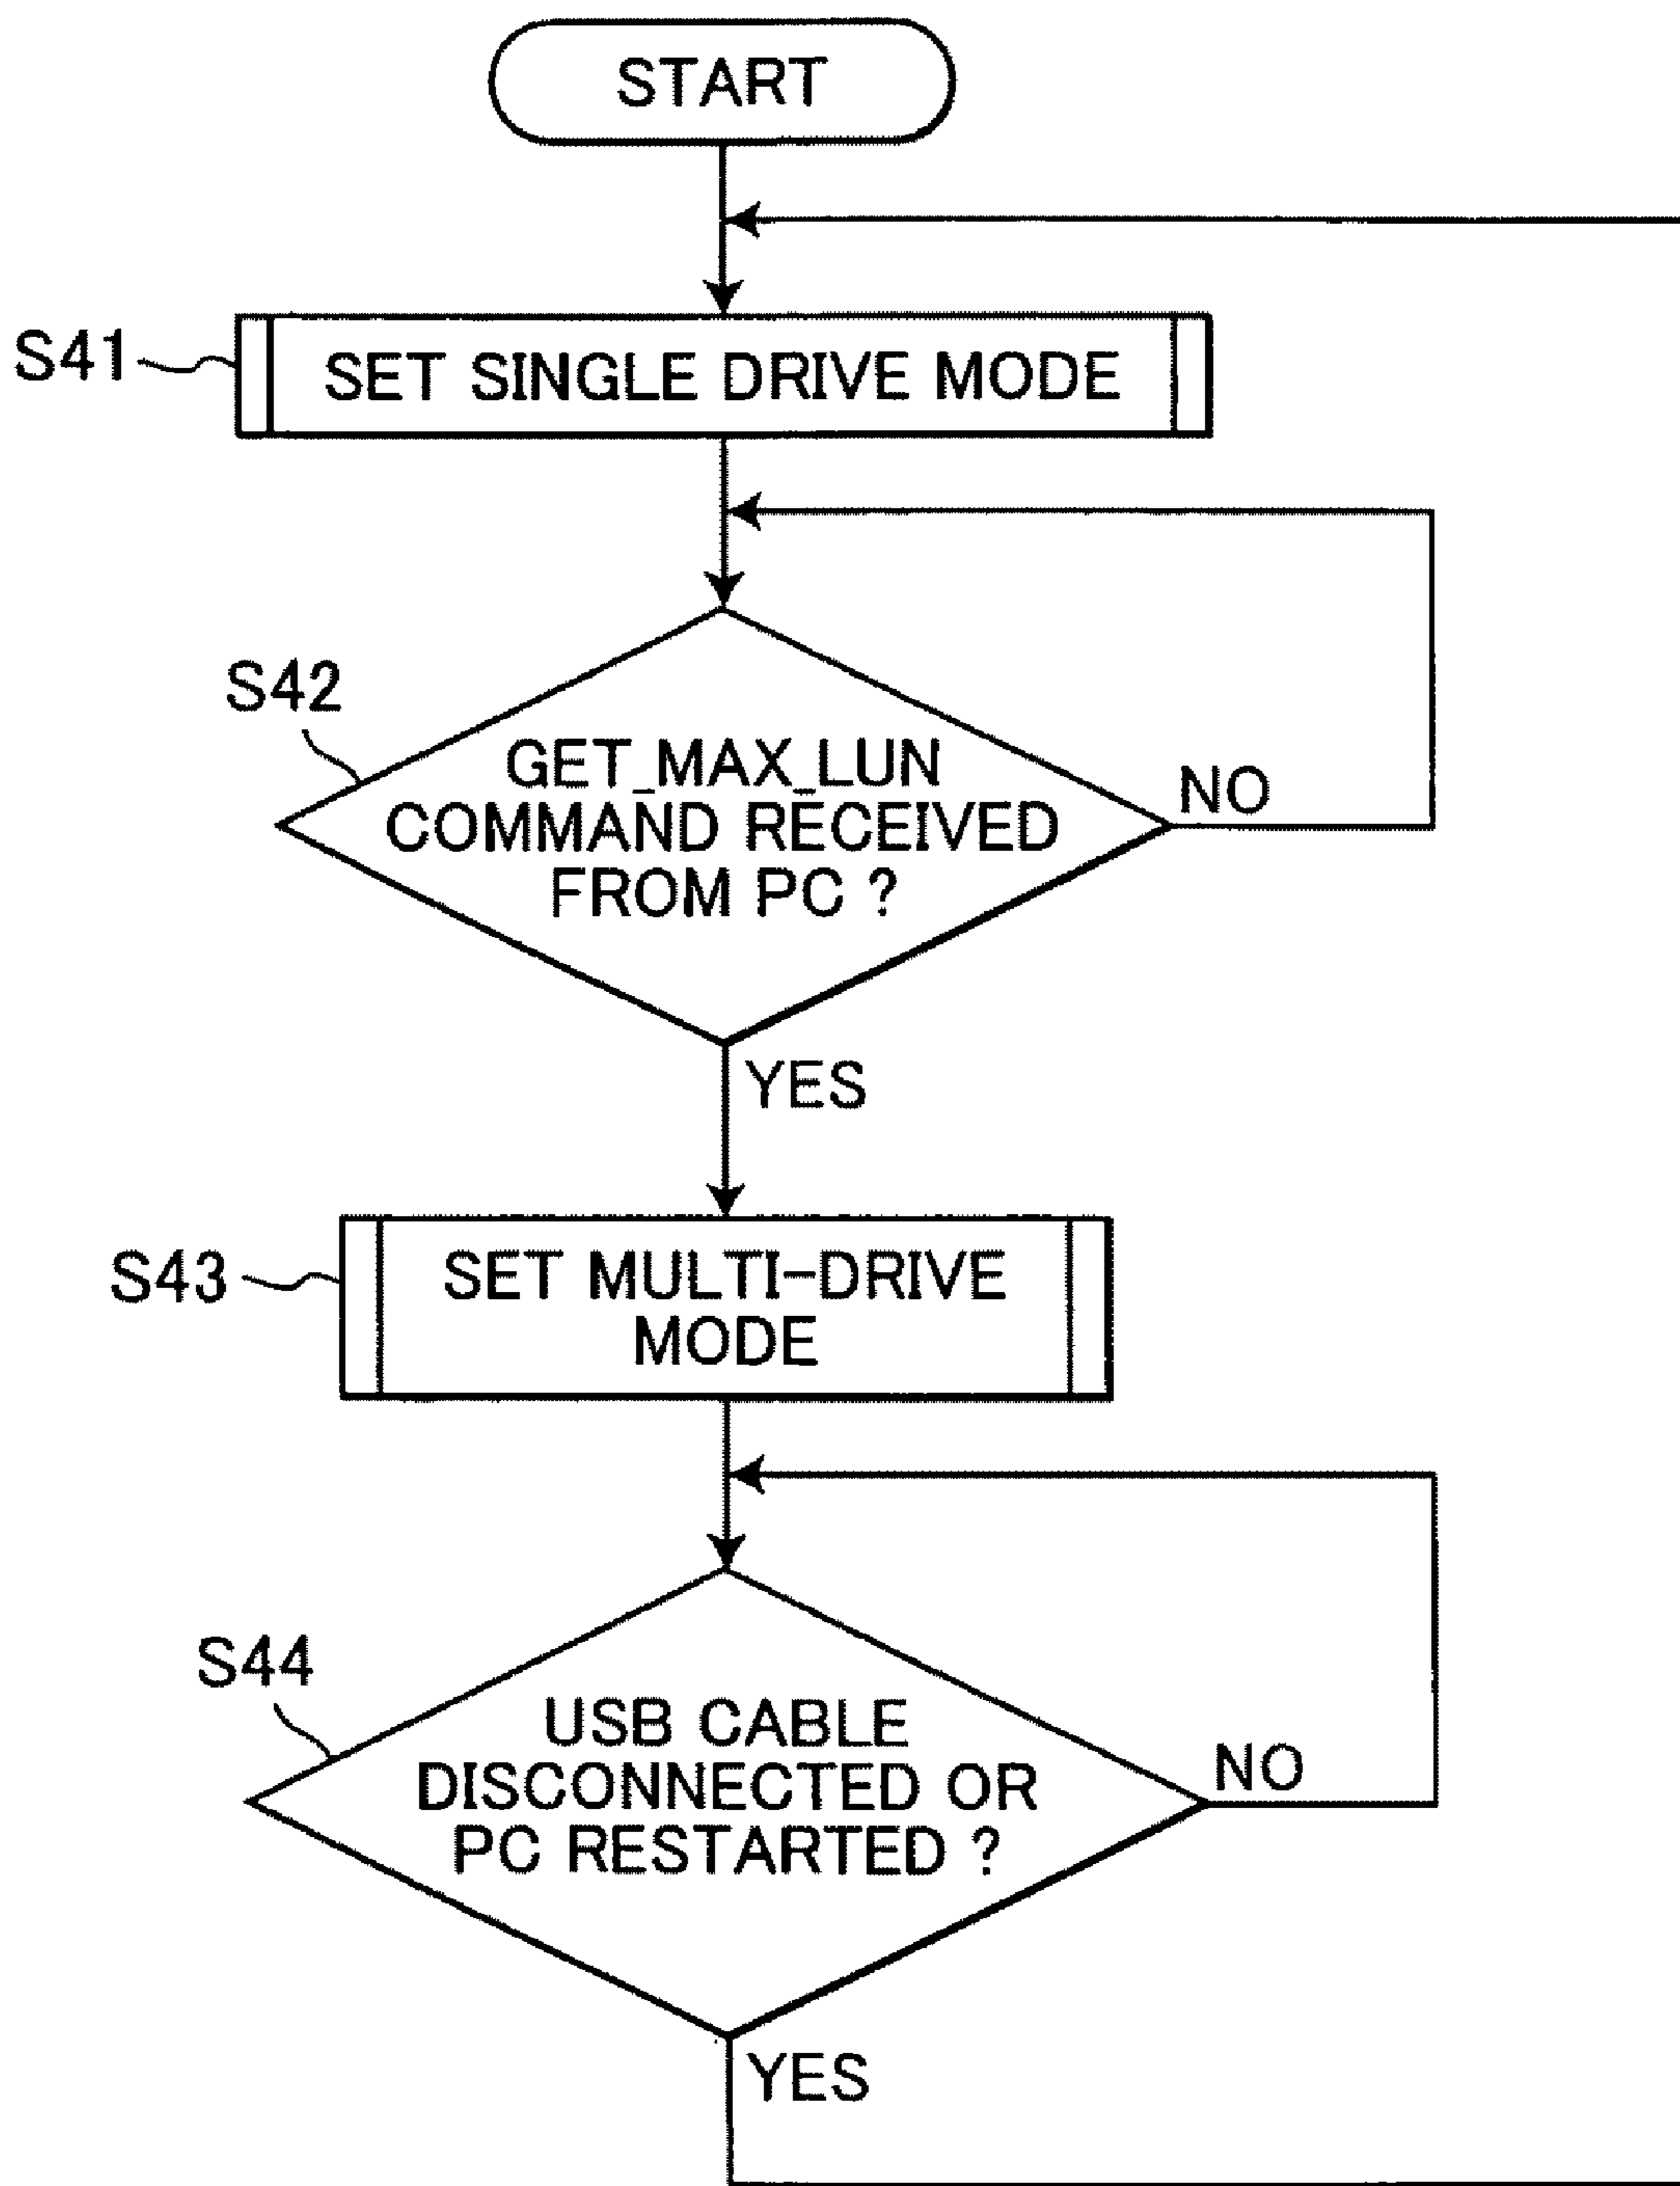 START
S41
SET SINGLE DRIVE MODE
S42
GET_MAX_LUN
COMMAND RECEIVED
FROM PC ?
NO
YES
S43
SET MULTI-DRIVE
MODE
S44
USB CABLE
DISCONNECTED OR
PC RESTARTED ?
NO
YES